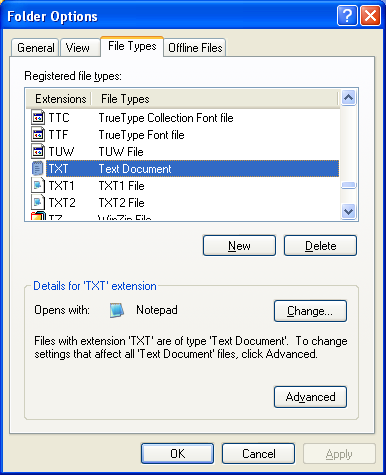 Folder Options
General View File Types Offline Files
Registered file types:
Extensions File Types
TTC TrueType Collection Font file
TTF TrueType Font file
TUW TUW File
TXT Text Document
TXT1 TXT1 File
TXT2 TXT2 File
TZ WinZip File
New Delete
Details for 'TXT' extension
Opens with: Notepad Change...
Files with extension 'TXT' are of type 'Text Document'. To change
settings that affect all 'Text Document' files, click Advanced.
Advanced
OK Cancel Apply